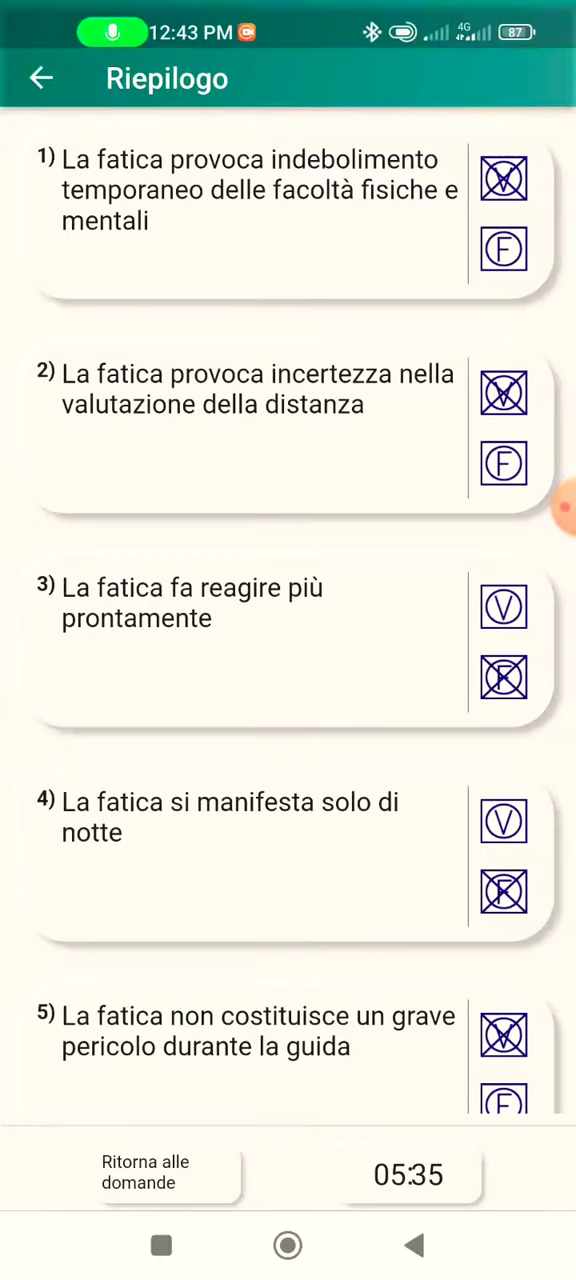 12:43 PM 4G 87
Riepilogo
1) La fatica provoca indebolimento
temporaneo delle facoltà fisiche e
mentali
V
F
2) La fatica provoca incertezza nella
valutazione della distanza
V
F
3) La fatica fa reagire più
prontamente
V
F
4) La fatica si manifesta solo di
notte
V
F
5) La fatica non costituisce un grave
pericolo durante la guida
V
F
Ritorna alle
domande
05:35